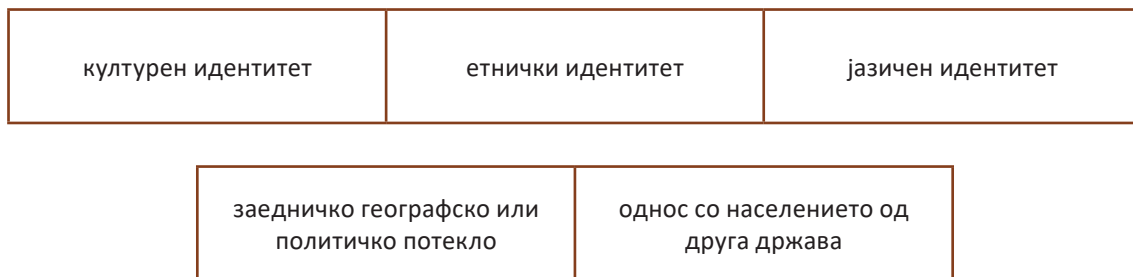 културен идентитет
етнички идентитет
јазичен идентитет
заедничко географско или
политичко потекло
однос со населението од
друга држава